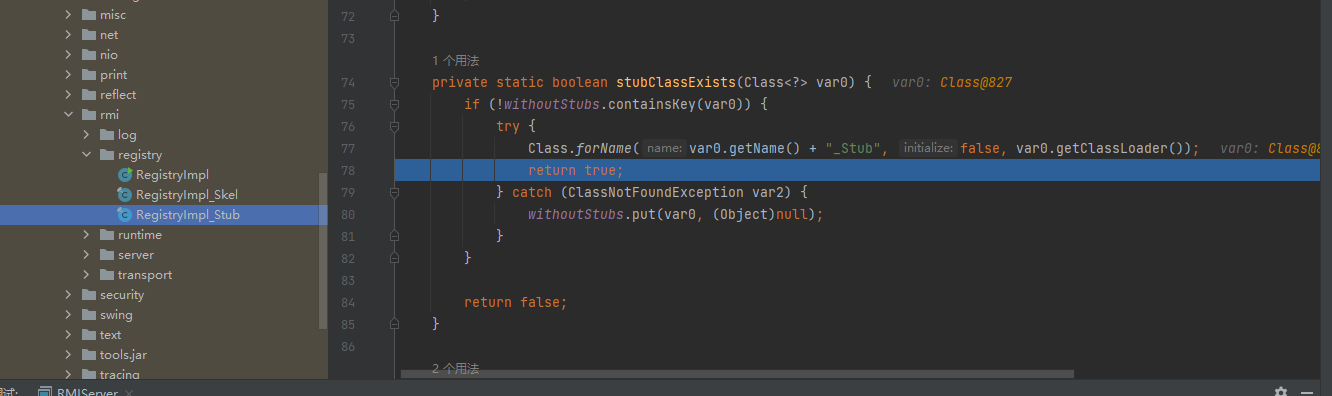 misc
net
nio
print
reflect
rmi
log
registry
RegistryImpl
RegistryImpl_Skel
RegistryImpl_Stub
runtime
server
transport
security
swing
text
tools.jar
tracing
72 }
73
1 个用法
74 private static boolean stubClassExists(Class<?> var0) { var0: Class@827
75 if (!withoutStubs.containsKey(var0)) {
76 try {
77 Class.forName( name: var0.getName() + "_Stub", initialize: false, var0.getClassLoader()); var0: Class@8
78 return true;
79 } catch (ClassNotFoundException var2) {
80 withoutStubs.put(var0, (Object)null);
81 }
82 }
83
84 return false;
85 }
86
2 个用法
试: RMIServer ×